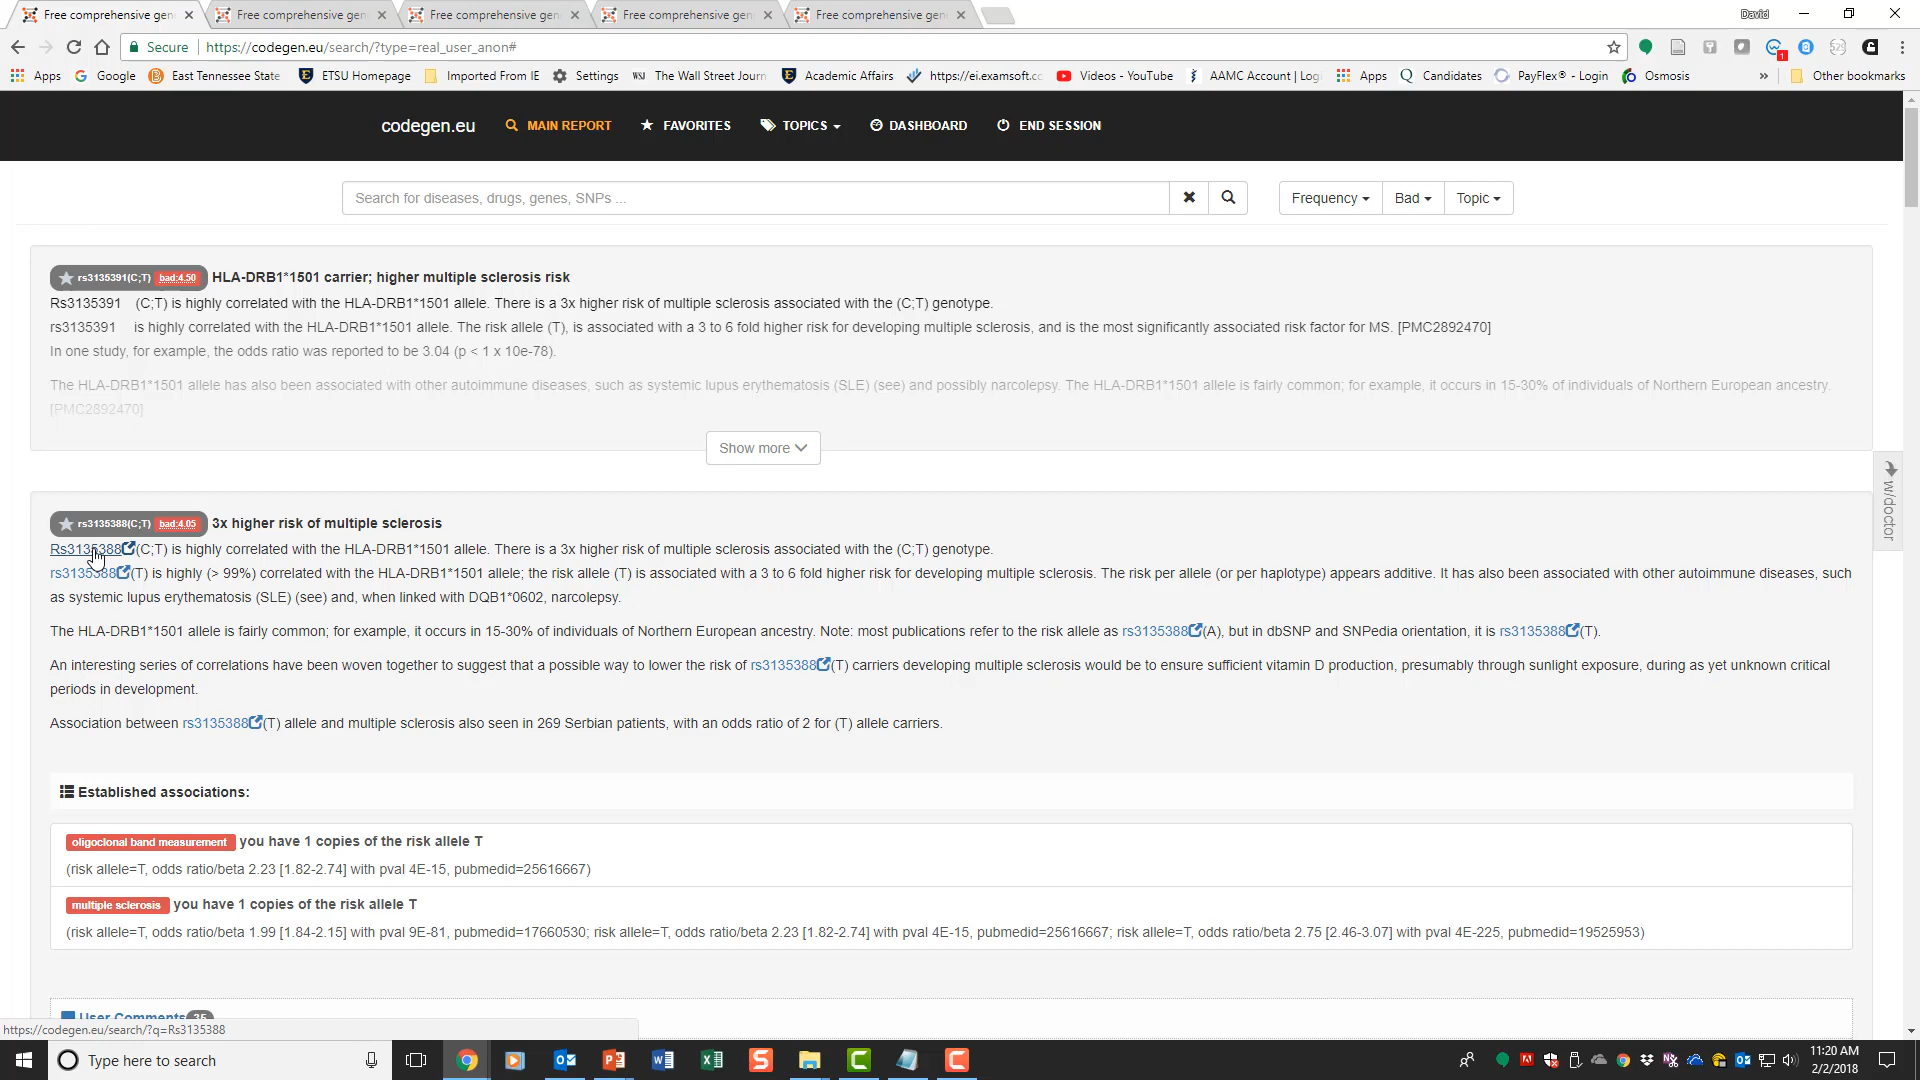 Free comprehensive gen
Free comprehensive gen
Free comprehensive gen
Free comprehensive gen
Free comprehensive gen
David
Secure
https://codegen.eu/search/?type=real_user_anon#
Apps
Google
East Tennessee State
ETSU Homepage
Imported From IE
Settings
WSJ
The Wall Street Journ
Academic Affairs
https://ei.examsoft.cc
Videos - YouTube
AAMC Account | Logi
Apps
Candidates
PayFlex® - Login
Osmosis
»
Other bookmarks
codegen.eu
MAIN REPORT
FAVORITES
TOPICS
DASHBOARD
END SESSION
Search for diseases, drugs, genes, SNPs ...
Frequency
Bad
Topic
rs3135391(C;T) bad:4.50 HLA-DRB1*1501 carrier; higher multiple sclerosis risk
Rs3135391 (C;T) is highly correlated with the HLA-DRB1*1501 allele. There is a 3x higher risk of multiple sclerosis associated with the (C;T) genotype.
rs3135391 is highly correlated with the HLA-DRB1*1501 allele. The risk allele (T), is associated with a 3 to 6 fold higher risk for developing multiple sclerosis, and is the most significantly associated risk factor for MS. [PMC2892470]
In one study, for example, the odds ratio was reported to be 3.04 (p < 1 x 10e-78).
The HLA-DRB1*1501 allele has also been associated with other autoimmune diseases, such as systemic lupus erythematosis (SLE) (see) and possibly narcolepsy. The HLA-DRB1*1501 allele is fairly common; for example, it occurs in 15-30% of individuals of Northern European ancestry.
[PMC2892470]
Show more
w/doctor
rs3135388(C;T) bad:4.05 3x higher risk of multiple sclerosis
Rs3135388 (C;T) is highly correlated with the HLA-DRB1*1501 allele. There is a 3x higher risk of multiple sclerosis associated with the (C;T) genotype.
rs3135388 (T) is highly (> 99%) correlated with the HLA-DRB1*1501 allele; the risk allele (T) is associated with a 3 to 6 fold higher risk for developing multiple sclerosis. The risk per allele (or per haplotype) appears additive. It has also been associated with other autoimmune diseases, such
as systemic lupus erythematosis (SLE) (see) and, when linked with DQB1*0602, narcolepsy.
The HLA-DRB1*1501 allele is fairly common; for example, it occurs in 15-30% of individuals of Northern European ancestry. Note: most publications refer to the risk allele as rs3135388 (A), but in dbSNP and SNPedia orientation, it is rs3135388 (T).
An interesting series of correlations have been woven together to suggest that a possible way to lower the risk of rs3135388 (T) carriers developing multiple sclerosis would be to ensure sufficient vitamin D production, presumably through sunlight exposure, during as yet unknown critical
periods in development.
Association between rs3135388 (T) allele and multiple sclerosis also seen in 269 Serbian patients, with an odds ratio of 2 for (T) allele carriers.
Established associations:
oligoclonal band measurement you have 1 copies of the risk allele T
(risk allele=T, odds ratio/beta 2.23 [1.82-2.74] with pval 4E-15, pubmedid=25616667)
multiple sclerosis you have 1 copies of the risk allele T
(risk allele=T, odds ratio/beta 1.99 [1.84-2.15] with pval 9E-81, pubmedid=17660530; risk allele=T, odds ratio/beta 2.23 [1.82-2.74] with pval 4E-15, pubmedid=25616667; risk allele=T, odds ratio/beta 2.75 [2.46-3.07] with pval 4E-225, pubmedid=19525953)
User Comments 35
https://codegen.eu/search/?q=Rs3135388
Type here to search
11:20 AM
2/2/2018